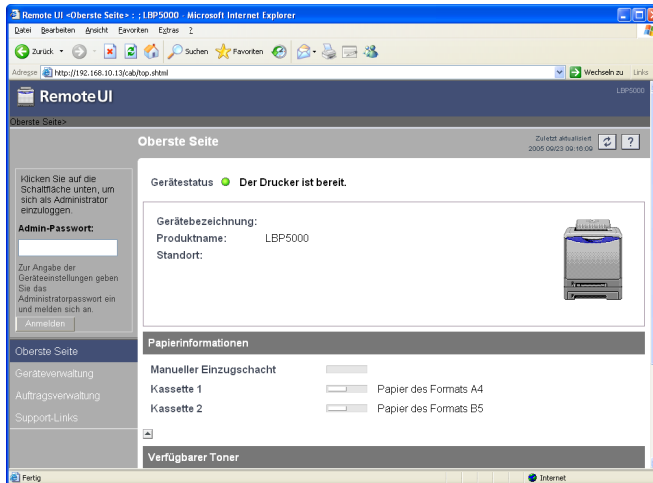 Remote UI <Oberste Seite> : ; LBP5000 - Microsoft Internet Explorer
Datei Bearbeiten Ansicht Favoriten Extras ?
Zurück Suchen Favoriten
Adresse http://192.168.10.13/cab/top.shtml Wechseln zu Links
Remote UI LBP5000
Oberste Seite>
Oberste Seite
Zuletzt aktualisiert
2005 09/23 09:16:09
?
Klicken Sie auf die
Schaltfläche unten, um
sich als Administrator
einzuloggen.
Admin-Passwort:
Zur Angabe der
Geräteeinstellungen geben
Sie das
Administratorpasswort ein
und melden sich an.
Anmelden
Oberste Seite
Geräteverwaltung
Auftragsverwaltung
Support-Links
Gerätestatus Der Drucker ist bereit.
Gerätebezeichnung:
Produktname: LBP5000
Standort:
Papierinformationen
Manueller Einzugschacht
Kassette 1 Papier des Formats A4
Kassette 2 Papier des Formats B5
Verfügbarer Toner
Fertig Internet